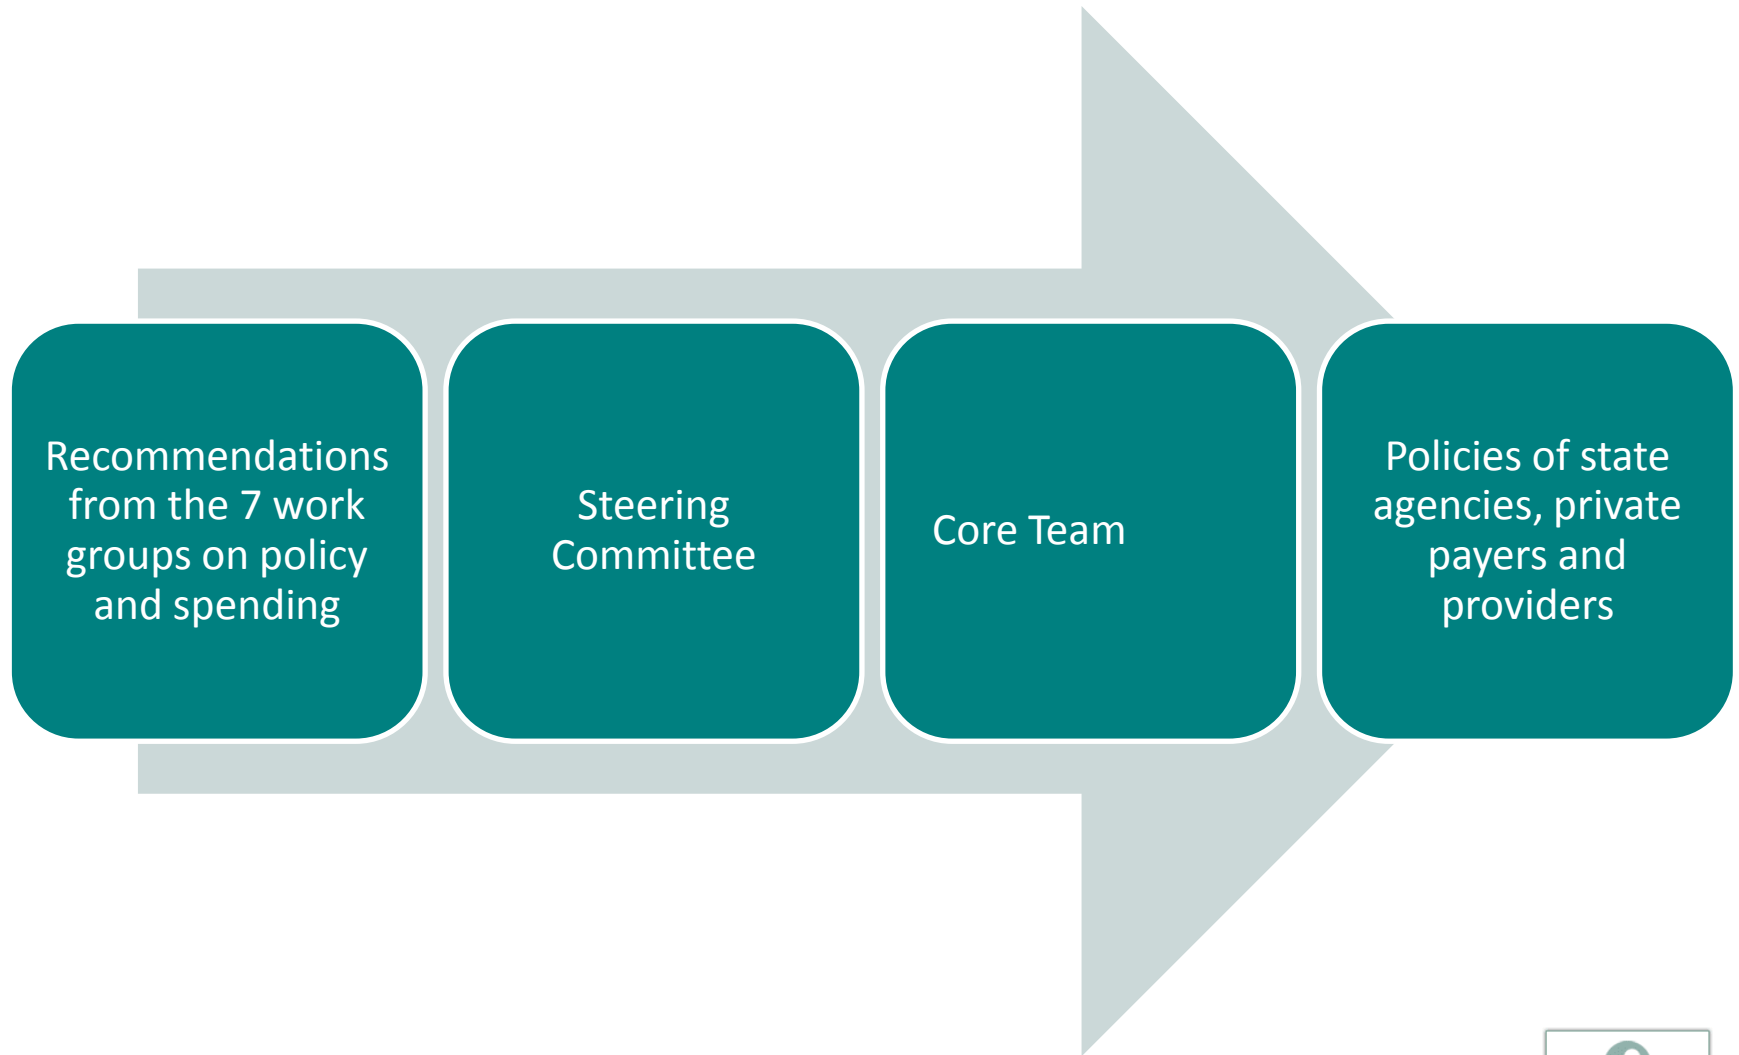 Recommendations
from the 7 work
groups on policy
and spending
Steering
Committee
Core Team
Policies of state
agencies, private
payers and
providers